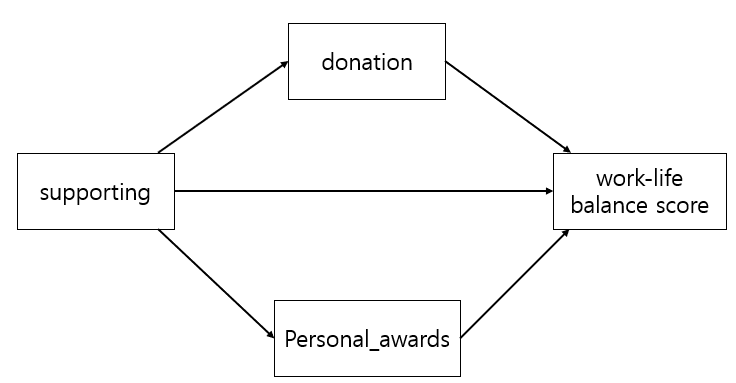 donation
supporting
work-life
balance score
Personal_awards